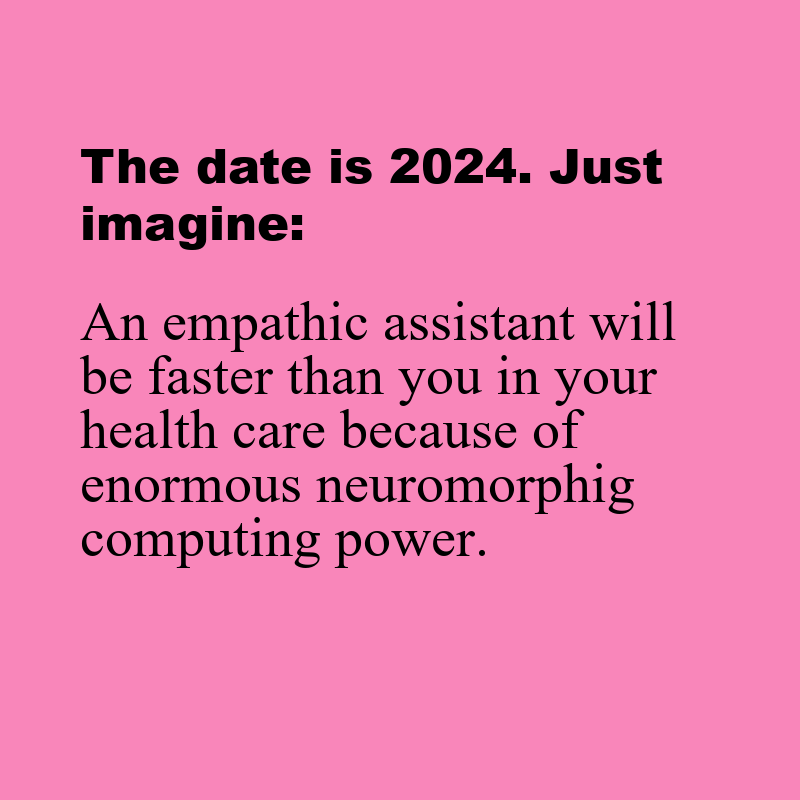 The date is 2024. Just
imagine:
An empathic assistant will
be faster than you in your
health care because of
enormous neuromorphig
computing power.